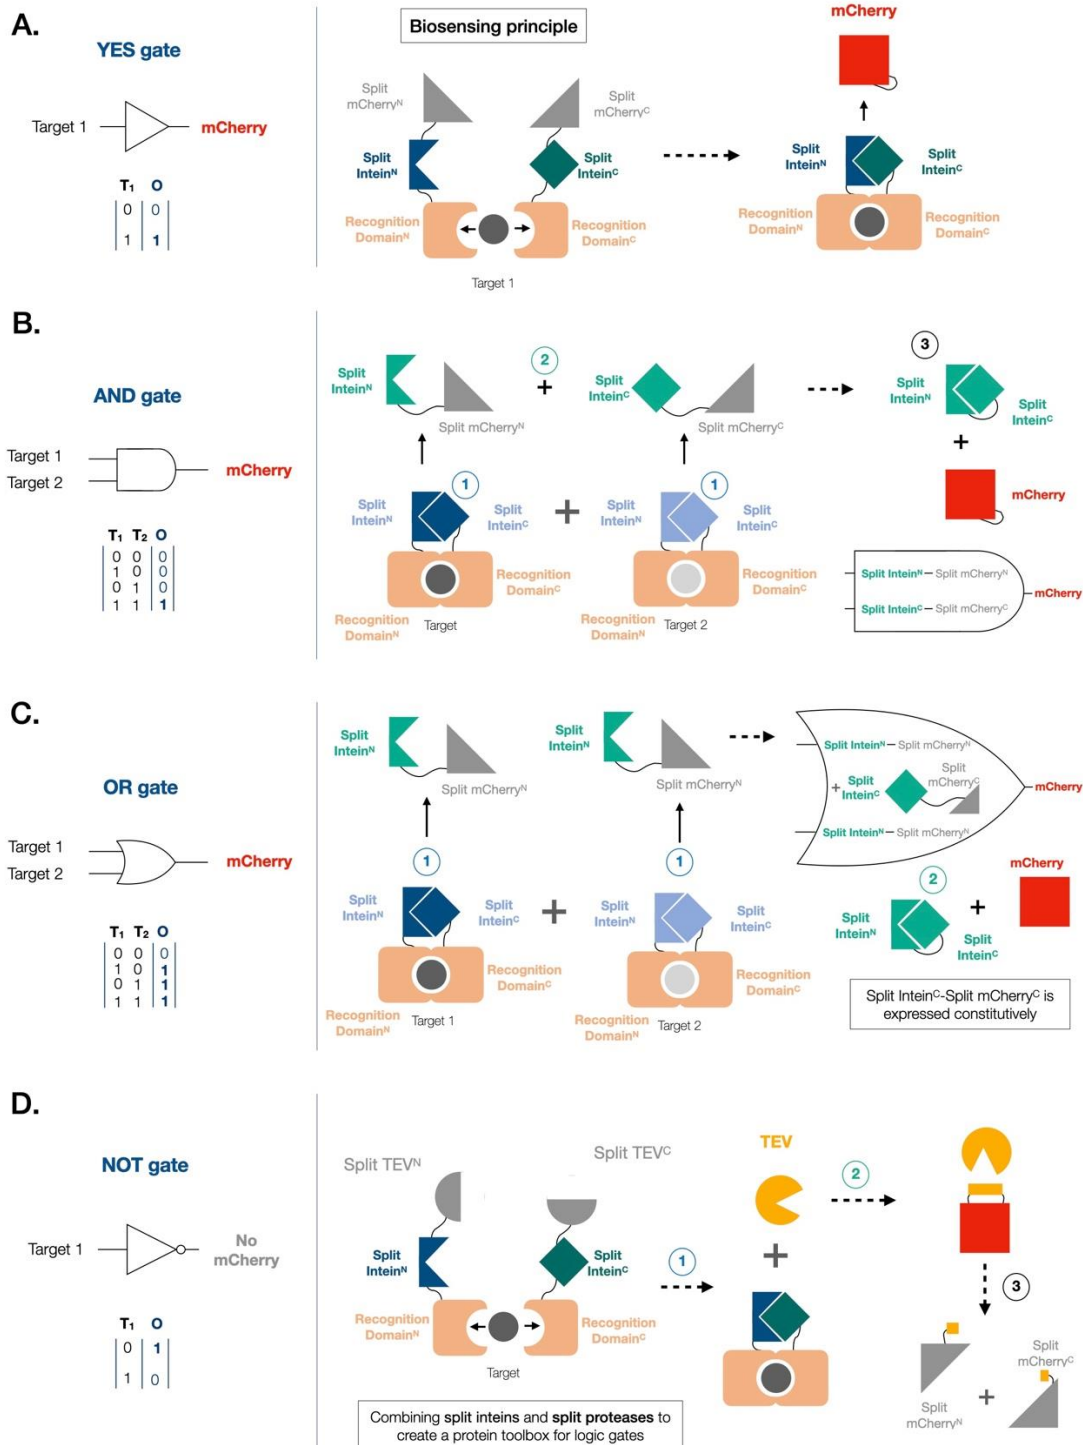 A.
YES gate
Target 1
mCherry
T₁ O
0 0
1 1
Biosensing principle
Split
mCherryᴺ
Split
mCherryᶜ
Split
Inteinᴺ
Split
Inteinᶜ
Recognition
Domainᴺ
Recognition
Domainᶜ
Target 1
mCherry
Split
Inteinᴺ
Split
Inteinᶜ
Recognition
Domainᴺ
Recognition
Domainᶜ
B.
AND gate
Target 1
Target 2
mCherry
T₁ T₂ O
0 0 0
1 0 0
0 1 0
1 1 1
Split
Inteinᴺ
Split mCherryᴺ
2
+
Split
Inteinᶜ
Split mCherryᶜ
1
Split
Inteinᴺ
Split
Inteinᶜ
Recognition
Domainᶜ
Recognition
Domainᴺ
Target
+
1
Split
Inteinᴺ
Split
Inteinᶜ
Recognition
Domainᶜ
Recognition
Domainᴺ
Target 2
3
Split
Inteinᴺ
Split
Inteinᶜ
+
mCherry
Split Inteinᴺ – Split mCherryᴺ
Split Inteinᶜ – Split mCherryᶜ
mCherry
C.
OR gate
Target 1
Target 2
mCherry
T₁ T₂ O
0 0 0
1 0 1
0 1 1
1 1 1
Split
Inteinᴺ
Split mCherryᴺ
Split
Inteinᴺ
Split mCherryᴺ
1
Split
Inteinᴺ
Split
Inteinᶜ
Recognition
Domainᶜ
Recognition
Domainᴺ
Target 1
+
1
Split
Inteinᴺ
Split
Inteinᶜ
Recognition
Domainᶜ
Recognition
Domainᴺ
Target 2
Split Inteinᴺ – Split mCherryᴺ
+ Split
Inteinᶜ
Split
mCherryᶜ
Split Inteinᴺ – Split mCherryᴺ
mCherry
2
Split
Inteinᴺ
Split
Inteinᶜ
+
mCherry
Split Inteinᶜ-Split mCherryᶜ is
expressed constitutively
D.
NOT gate
Target 1
No
mCherry
T₁ O
0 1
1 0
Split TEVᴺ
Split TEVᶜ
Split
Inteinᴺ
Split
Inteinᶜ
Recognition
Domainᴺ
Recognition
Domainᶜ
Target
1
TEV
+
2
3
Split
mCherryᴺ
+
Split
mCherryᶜ
Combining split inteins and split proteases to
create a protein toolbox for logic gates